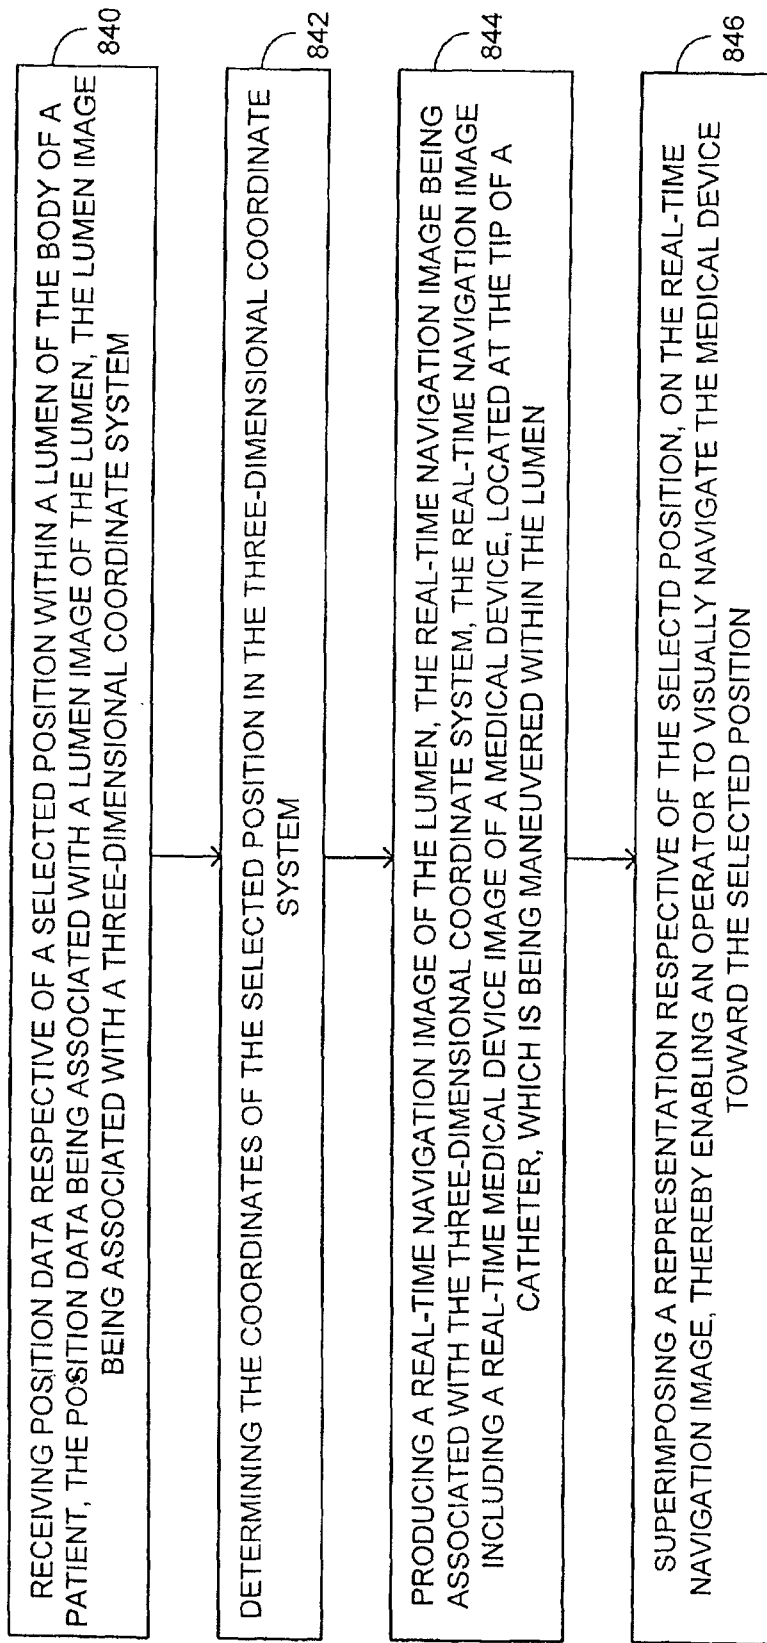 RECEIVING POSITION DATA RESPECTIVE OF A SELECTED POSITION WITHIN A LUMEN OF THE BODY OF A
PATIENT, THE POSITION DATA BEING ASSOCIATED WITH A LUMEN IMAGE OF THE LUMEN, THE LUMEN IMAGE
BEING ASSOCIATED WITH A THREE-DIMENSIONAL COORDINATE SYSTEM
840
DETERMINING THE COORDINATES OF THE SELECTED POSITION IN THE THREE-DIMENSIONAL COORDINATE
SYSTEM
842
PRODUCING A REAL-TIME NAVIGATION IMAGE OF THE LUMEN, THE REAL-TIME NAVIGATION IMAGE BEING
ASSOCIATED WITH THE THREE-DIMENSIONAL COORDINATE SYSTEM, THE REAL-TIME NAVIGATION IMAGE
INCLUDING A REAL-TIME MEDICAL DEVICE IMAGE OF A MEDICAL DEVICE, LOCATED AT THE TIP OF A
CATHETER, WHICH IS BEING MANEUVERED WITHIN THE LUMEN
844
SUPERIMPOSING A REPRESENTATION RESPECTIVE OF THE SELECTD POSITION, ON THE REAL-TIME
NAVIGATION IMAGE, THEREBY ENABLING AN OPERATOR TO VISUALLY NAVIGATE THE MEDICAL DEVICE
TOWARD THE SELECTED POSITION
846